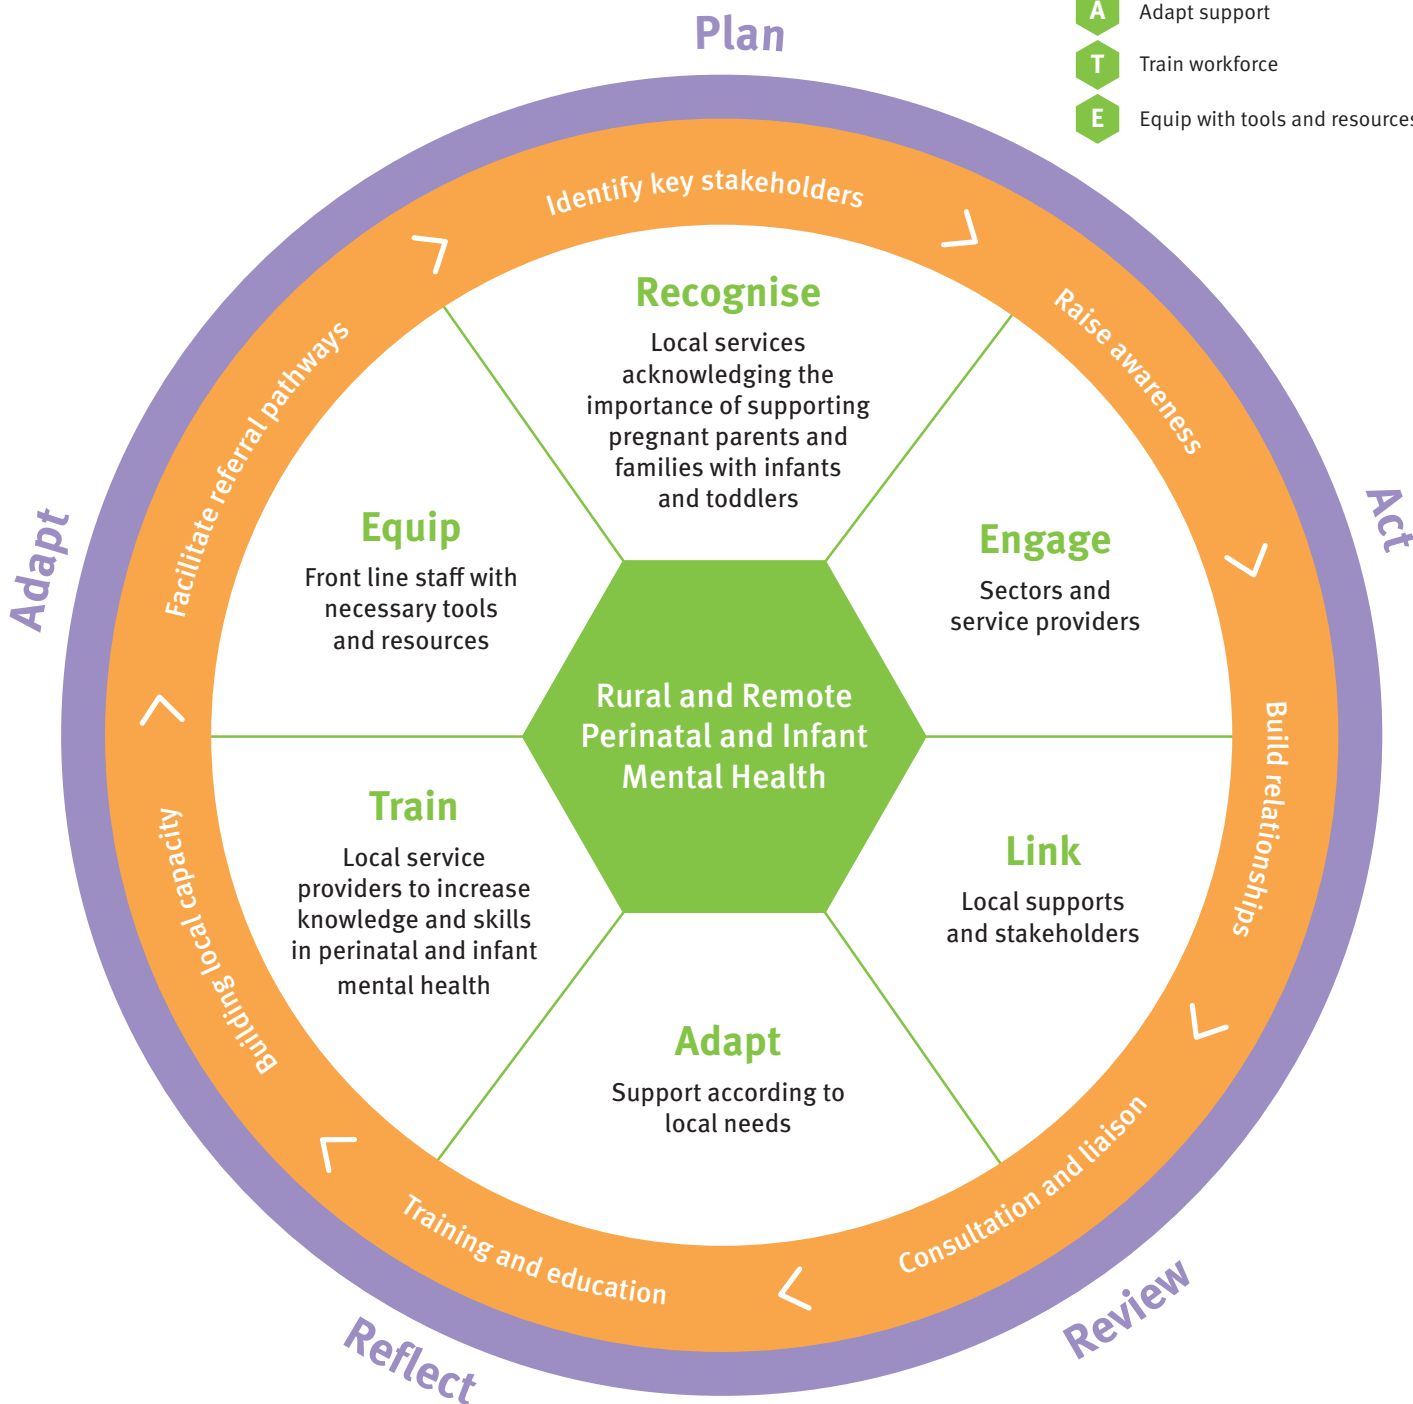 Plan
A Adapt support
T Train workforce
E Equip with tools and resources
Identify key stakeholders
Raise awareness
Build relationships
Consultation and liaison
Training and education
Building local capacity
Facilitate referral pathways
Act
Review
Reflect
Adapt
Recognise
Local services
acknowledging the
importance of supporting
pregnant parents and
families with infants
and toddlers
Engage
Sectors and
service providers
Link
Local supports
and stakeholders
Adapt
Support according to
local needs
Train
Local service
providers to increase
knowledge and skills
in perinatal and infant
mental health
Equip
Front line staff with
necessary tools
and resources
Rural and Remote
Perinatal and Infant
Mental Health